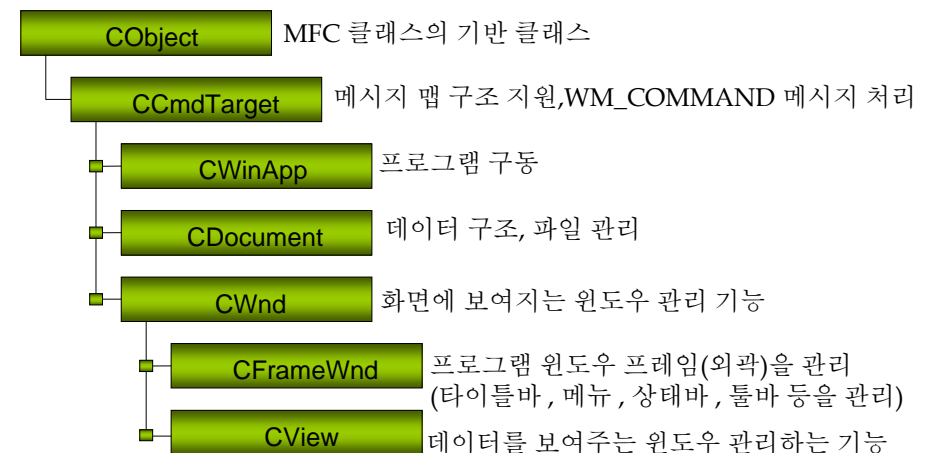 CObject MFC 클래스의 기반 클래스
CCmdTarget 메시지 맵 구조 지원,WM_COMMAND 메시지 처리
CWinApp 프로그램 구동
CDocument 데이터 구조, 파일 관리
CWnd 화면에 보여지는 윈도우 관리 기능
CFrameWnd 프로그램 윈도우 프레임(외곽)을 관리
(타이틀바 , 메뉴 , 상태바 , 툴바 등을 관리)
CView 데이터를 보여주는 윈도우 관리하는 기능